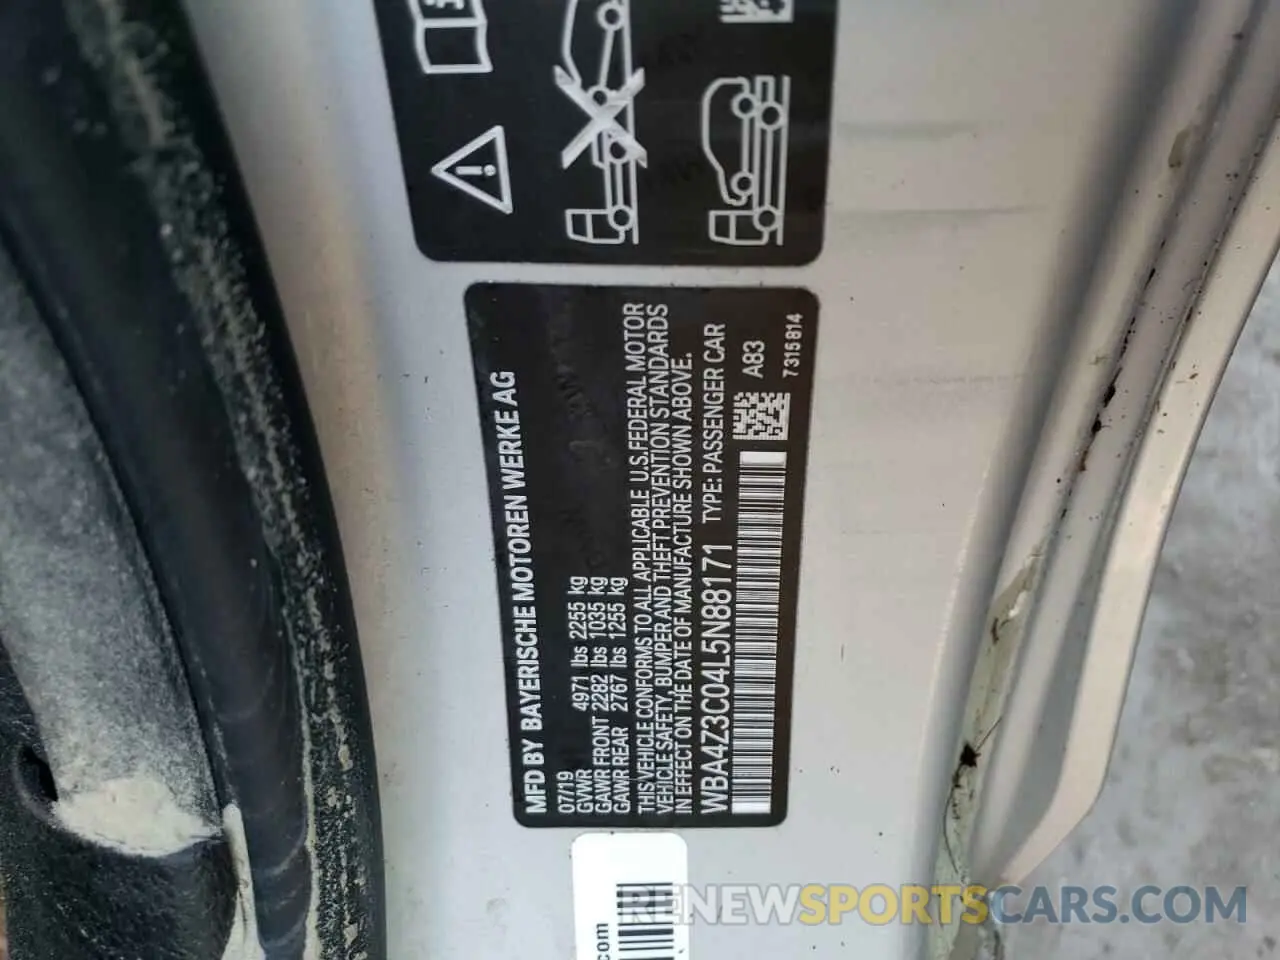 MFD BY BAYERISCHE MOTOREN WERKE AG
07/19
GVWR 4971 lbs 2255 kg
GAWR FRONT 2282 lbs 1035 kg
GAWR REAR 2767 lbs 1255 kg
THIS VEHICLE CONFORMS TO ALL APPLICABLE U.S. FEDERAL MOTOR
VEHICLE SAFETY, BUMPER AND THEFT PREVENTION STANDARDS
IN EFFECT ON THE DATE OF MANUFACTURE SHOWN ABOVE.
WBA4Z3C04L5N88171 TYPE: PASSENGER CAR
A83
7 315 814
.com
RENEWSPORTSCARS.COM